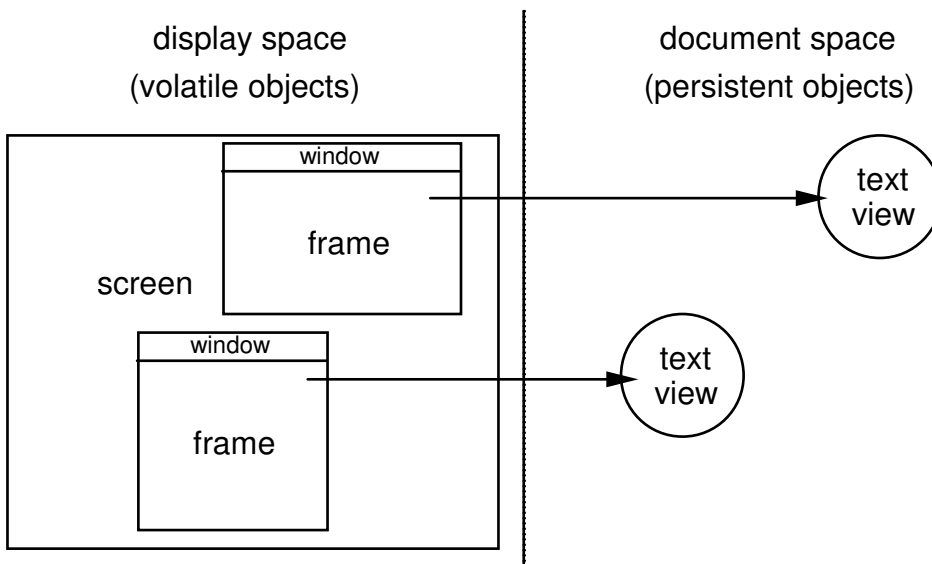 display space
(volatile objects)
document space
(persistent objects)
window
frame
text
view
screen
window
frame
text
view